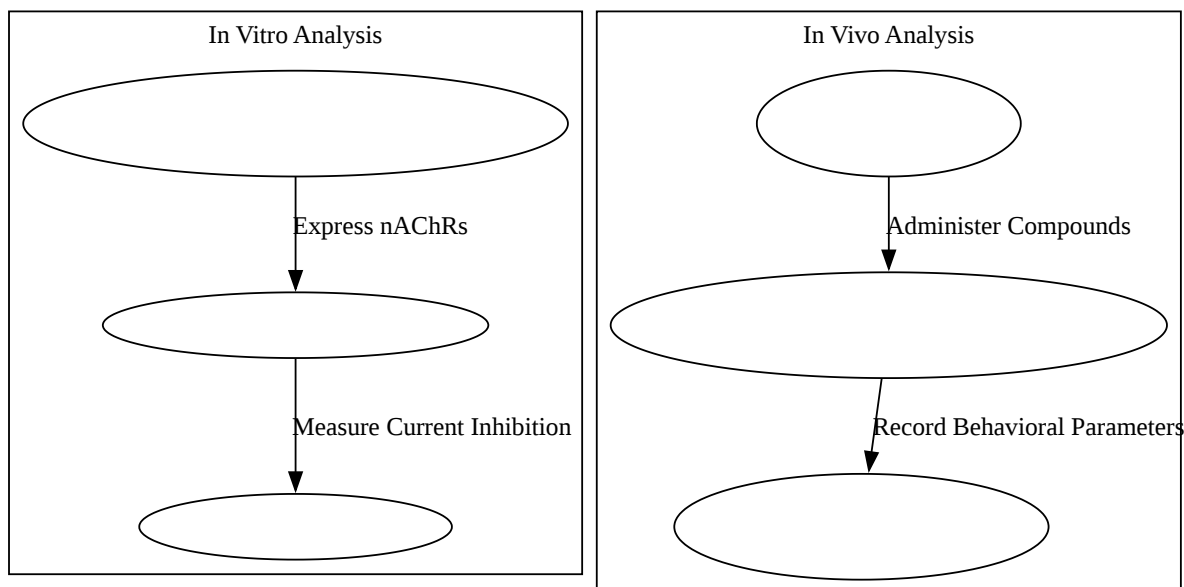 In Vitro Analysis
Express nAChRs
Measure Current Inhibition
In Vivo Analysis
Administer Compounds
Record Behavioral Parameters